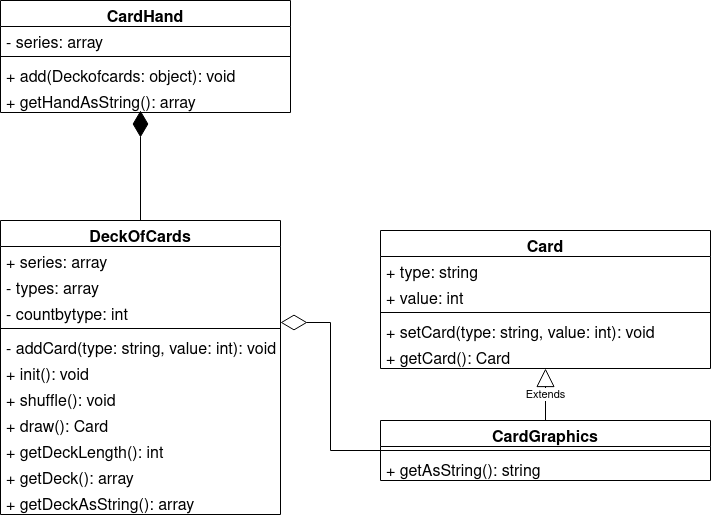 CardHand
- series: array
+ add(Deckofcards: object): void
+ getHandAsString(): array
DeckOfCards
+ series: array
- types: array
- countbytype: int
- addCard(type: string, value: int): void
+ init(): void
+ shuffle(): void
+ draw(): Card
+ getDeckLength(): int
+ getDeck(): array
+ getDeckAsString(): array
Card
+ type: string
+ value: int
+ setCard(type: string, value: int): void
+ getCard(): Card
Extends
CardGraphics
+ getAsString(): string